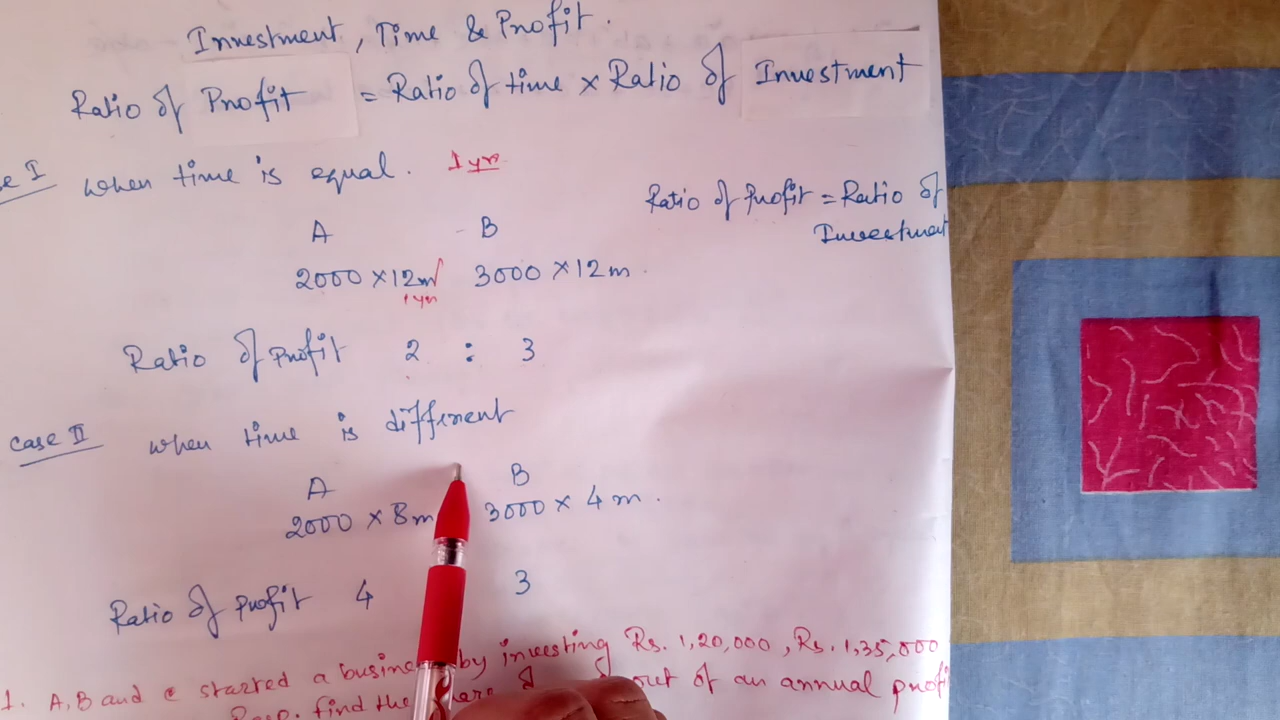 Investment, Time & Profit.
Ratio of Profit = Ratio of time × Ratio of Investment
Case I When time is equal. 1 yr
Ratio of Profit = Ratio of Investment
A B
2000 × 12m 3000 × 12m.
1 yr
Ratio of Profit 2 : 3
Case II when time is different
A B
2000 × 8m 3000 × 4m.
Ratio of profit 4 3
1. A, B and C started a business by investing Rs. 1,20,000, Rs. 1,35,000
find the out of an annual profi